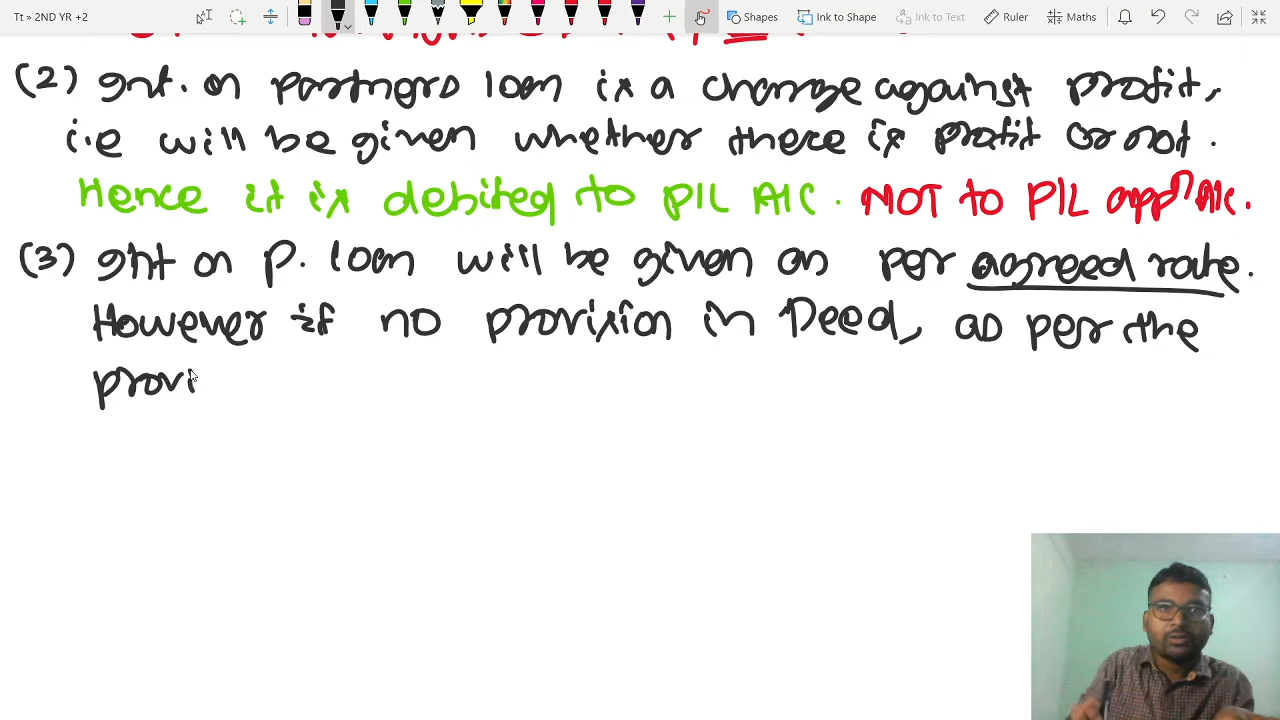 Tt > 2ND YR +2
Shapes
Ink to Shape
Ink to Text
Ruler
Maths
(2) Int. on partners loan is a charge against profit,
i.e will be given whether there is profit or not.
Hence it is debited to P/L A/C. NOT to P/L appn A/c.
(3) Int on P. loan will be given as per agreed rate.
However if no provision in Deed, as per the
provi